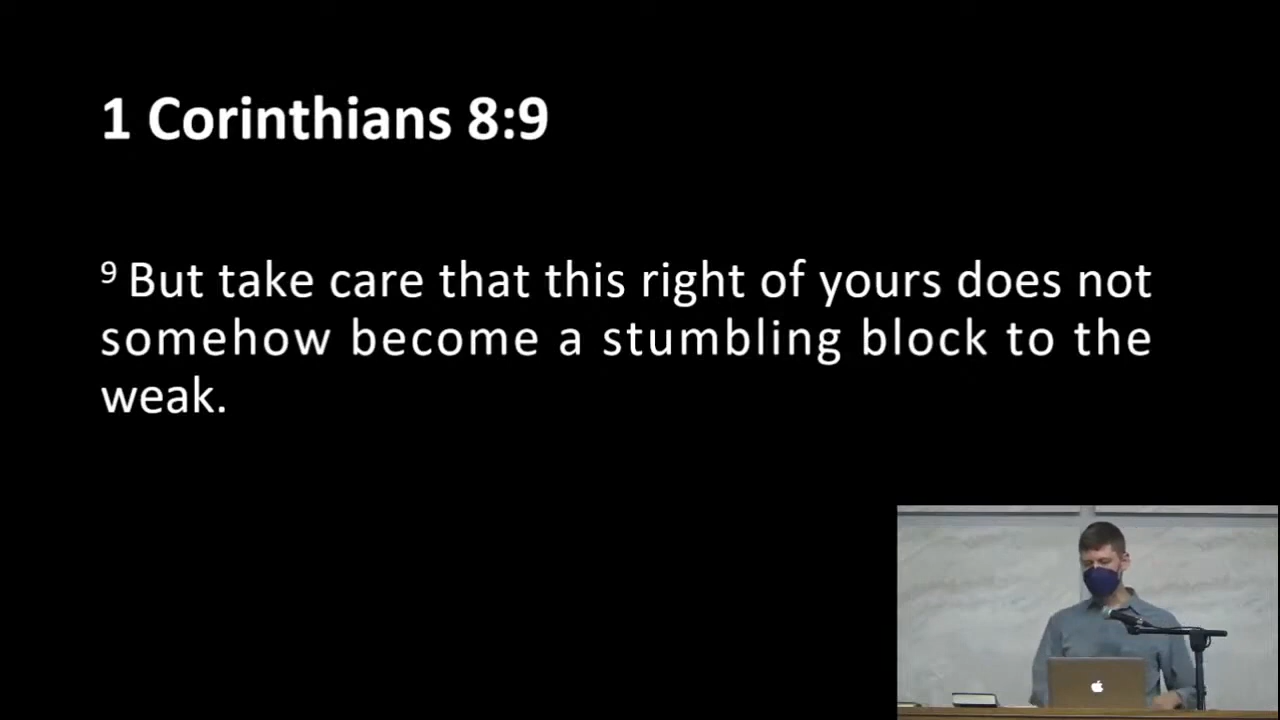 1 Corinthians 8:9
9 But take care that this right of yours does not
somehow become a stumbling block to the
weak.